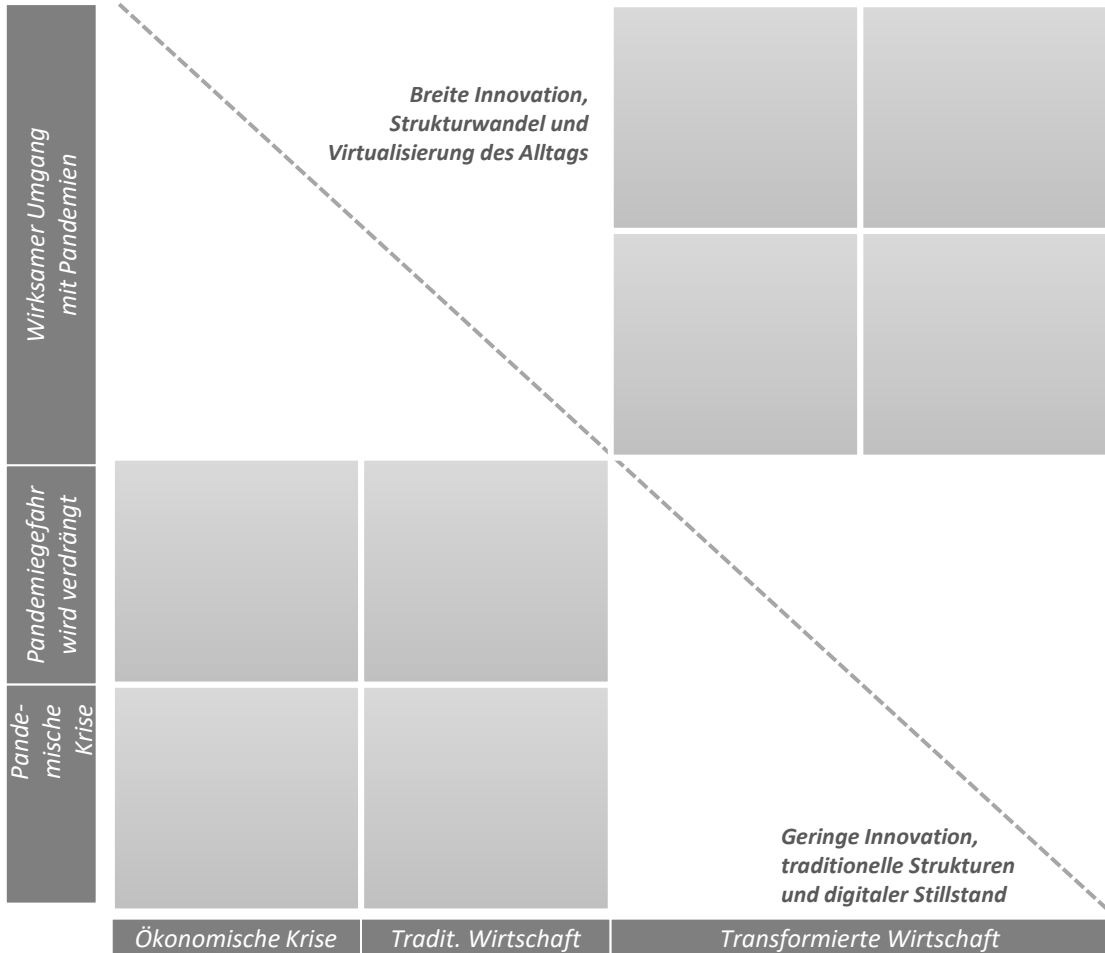 Wirksamer Umgang
mit Pandemien
Breite Innovation,
Strukturwandel und
Virtualisierung des Alltags
Pandemiegefahr
wird verdrängt
Pande-
mische
Krise
Geringe Innovation,
traditionelle Strukturen
und digitaler Stillstand
Ökonomische Krise
Tradit. Wirtschaft
Transformierte Wirtschaft